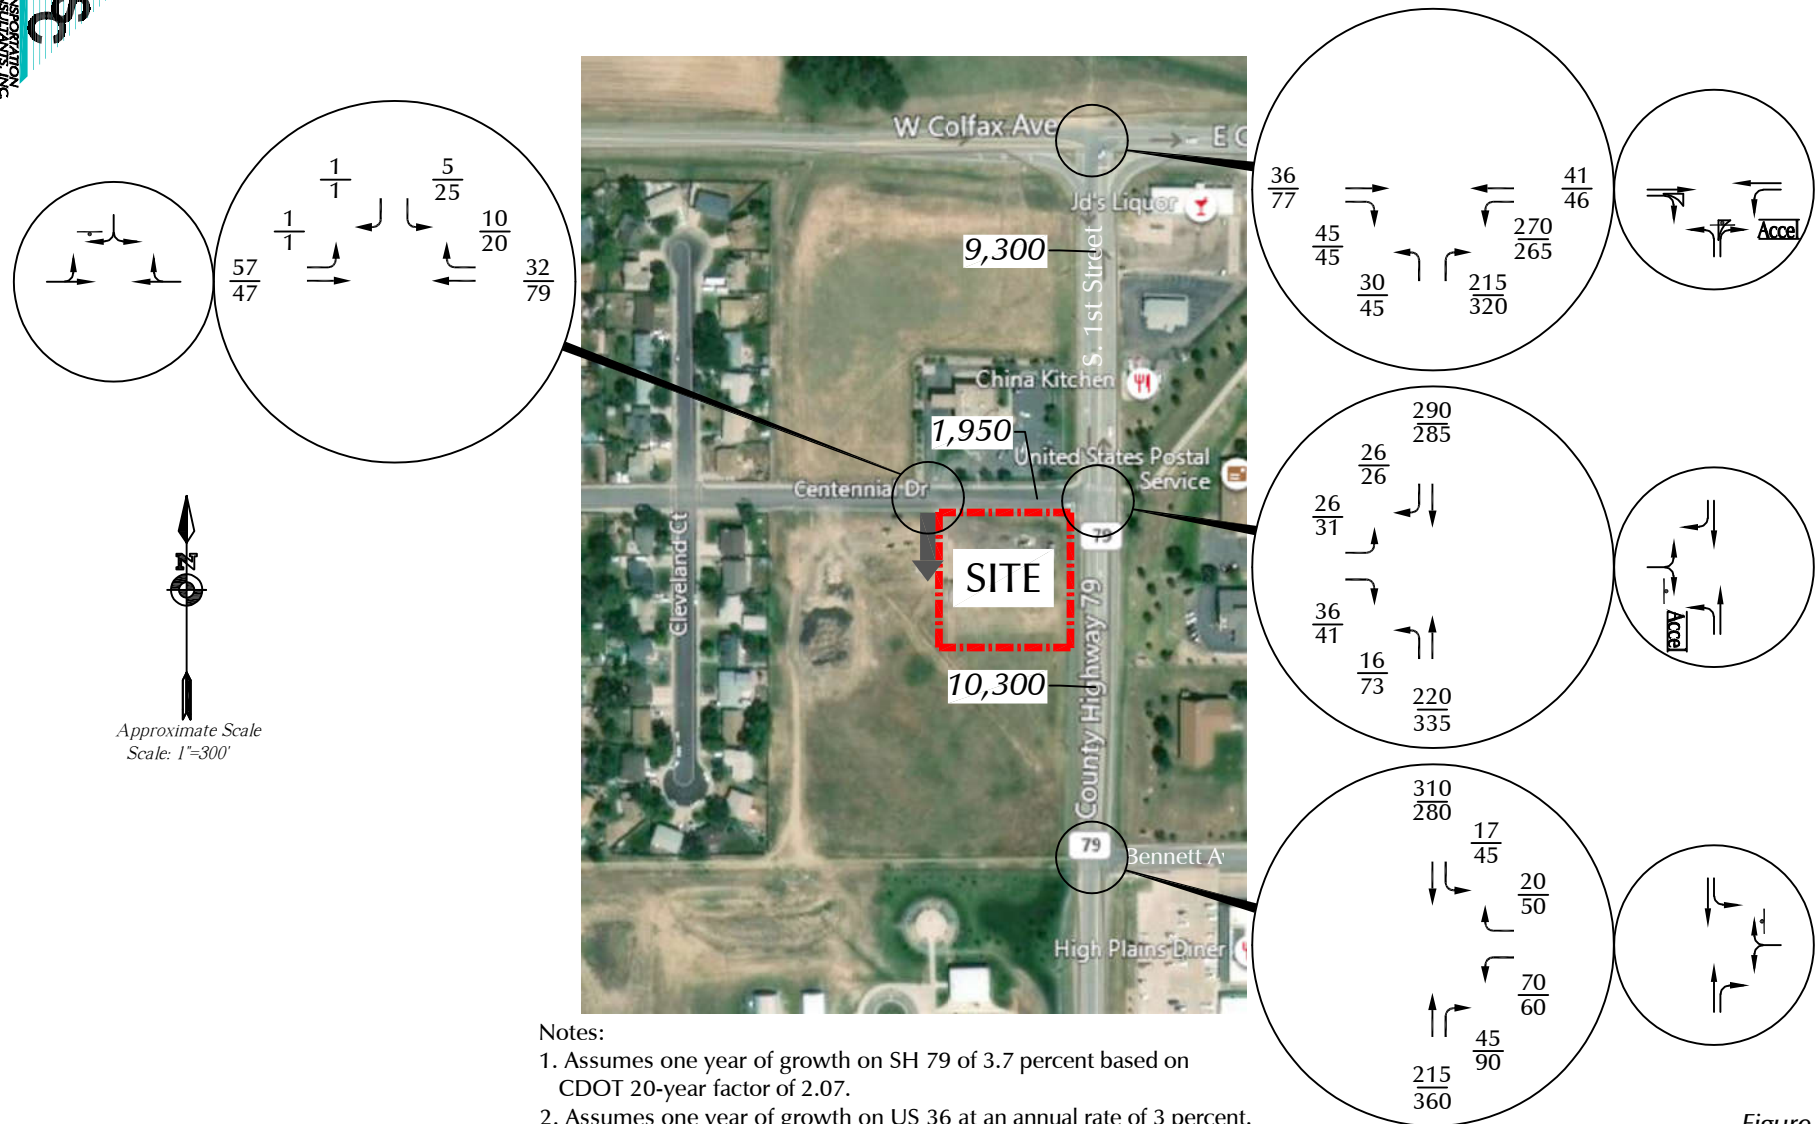 NSPORTATION
NSULTANTS, INC.
SC
1
1
5
25
1
1
10
20
57
47
32
79
Approximate Scale
Scale: 1"=300'
W Colfax Ave
E C
Jd's Liquor
9,300
S. 1st Street
China Kitchen
1,950
United States Postal
Service
Centennial Dr
79
SITE
Cleveland Ct
10,300
County Highway 79
79
Bennett A
High Plains Diner
36
77
41
46
45
45
270
265
30
45
215
320
Accel
290
285
26
26
26
31
36
41
16
73
220
335
Accel
310
280
17
45
20
50
70
60
45
90
215
360
Notes:
1. Assumes one year of growth on SH 79 of 3.7 percent based on
CDOT 20-year factor of 2.07.
2. Assumes one year of growth on US 36 at an annual rate of 3 percent.
Figure